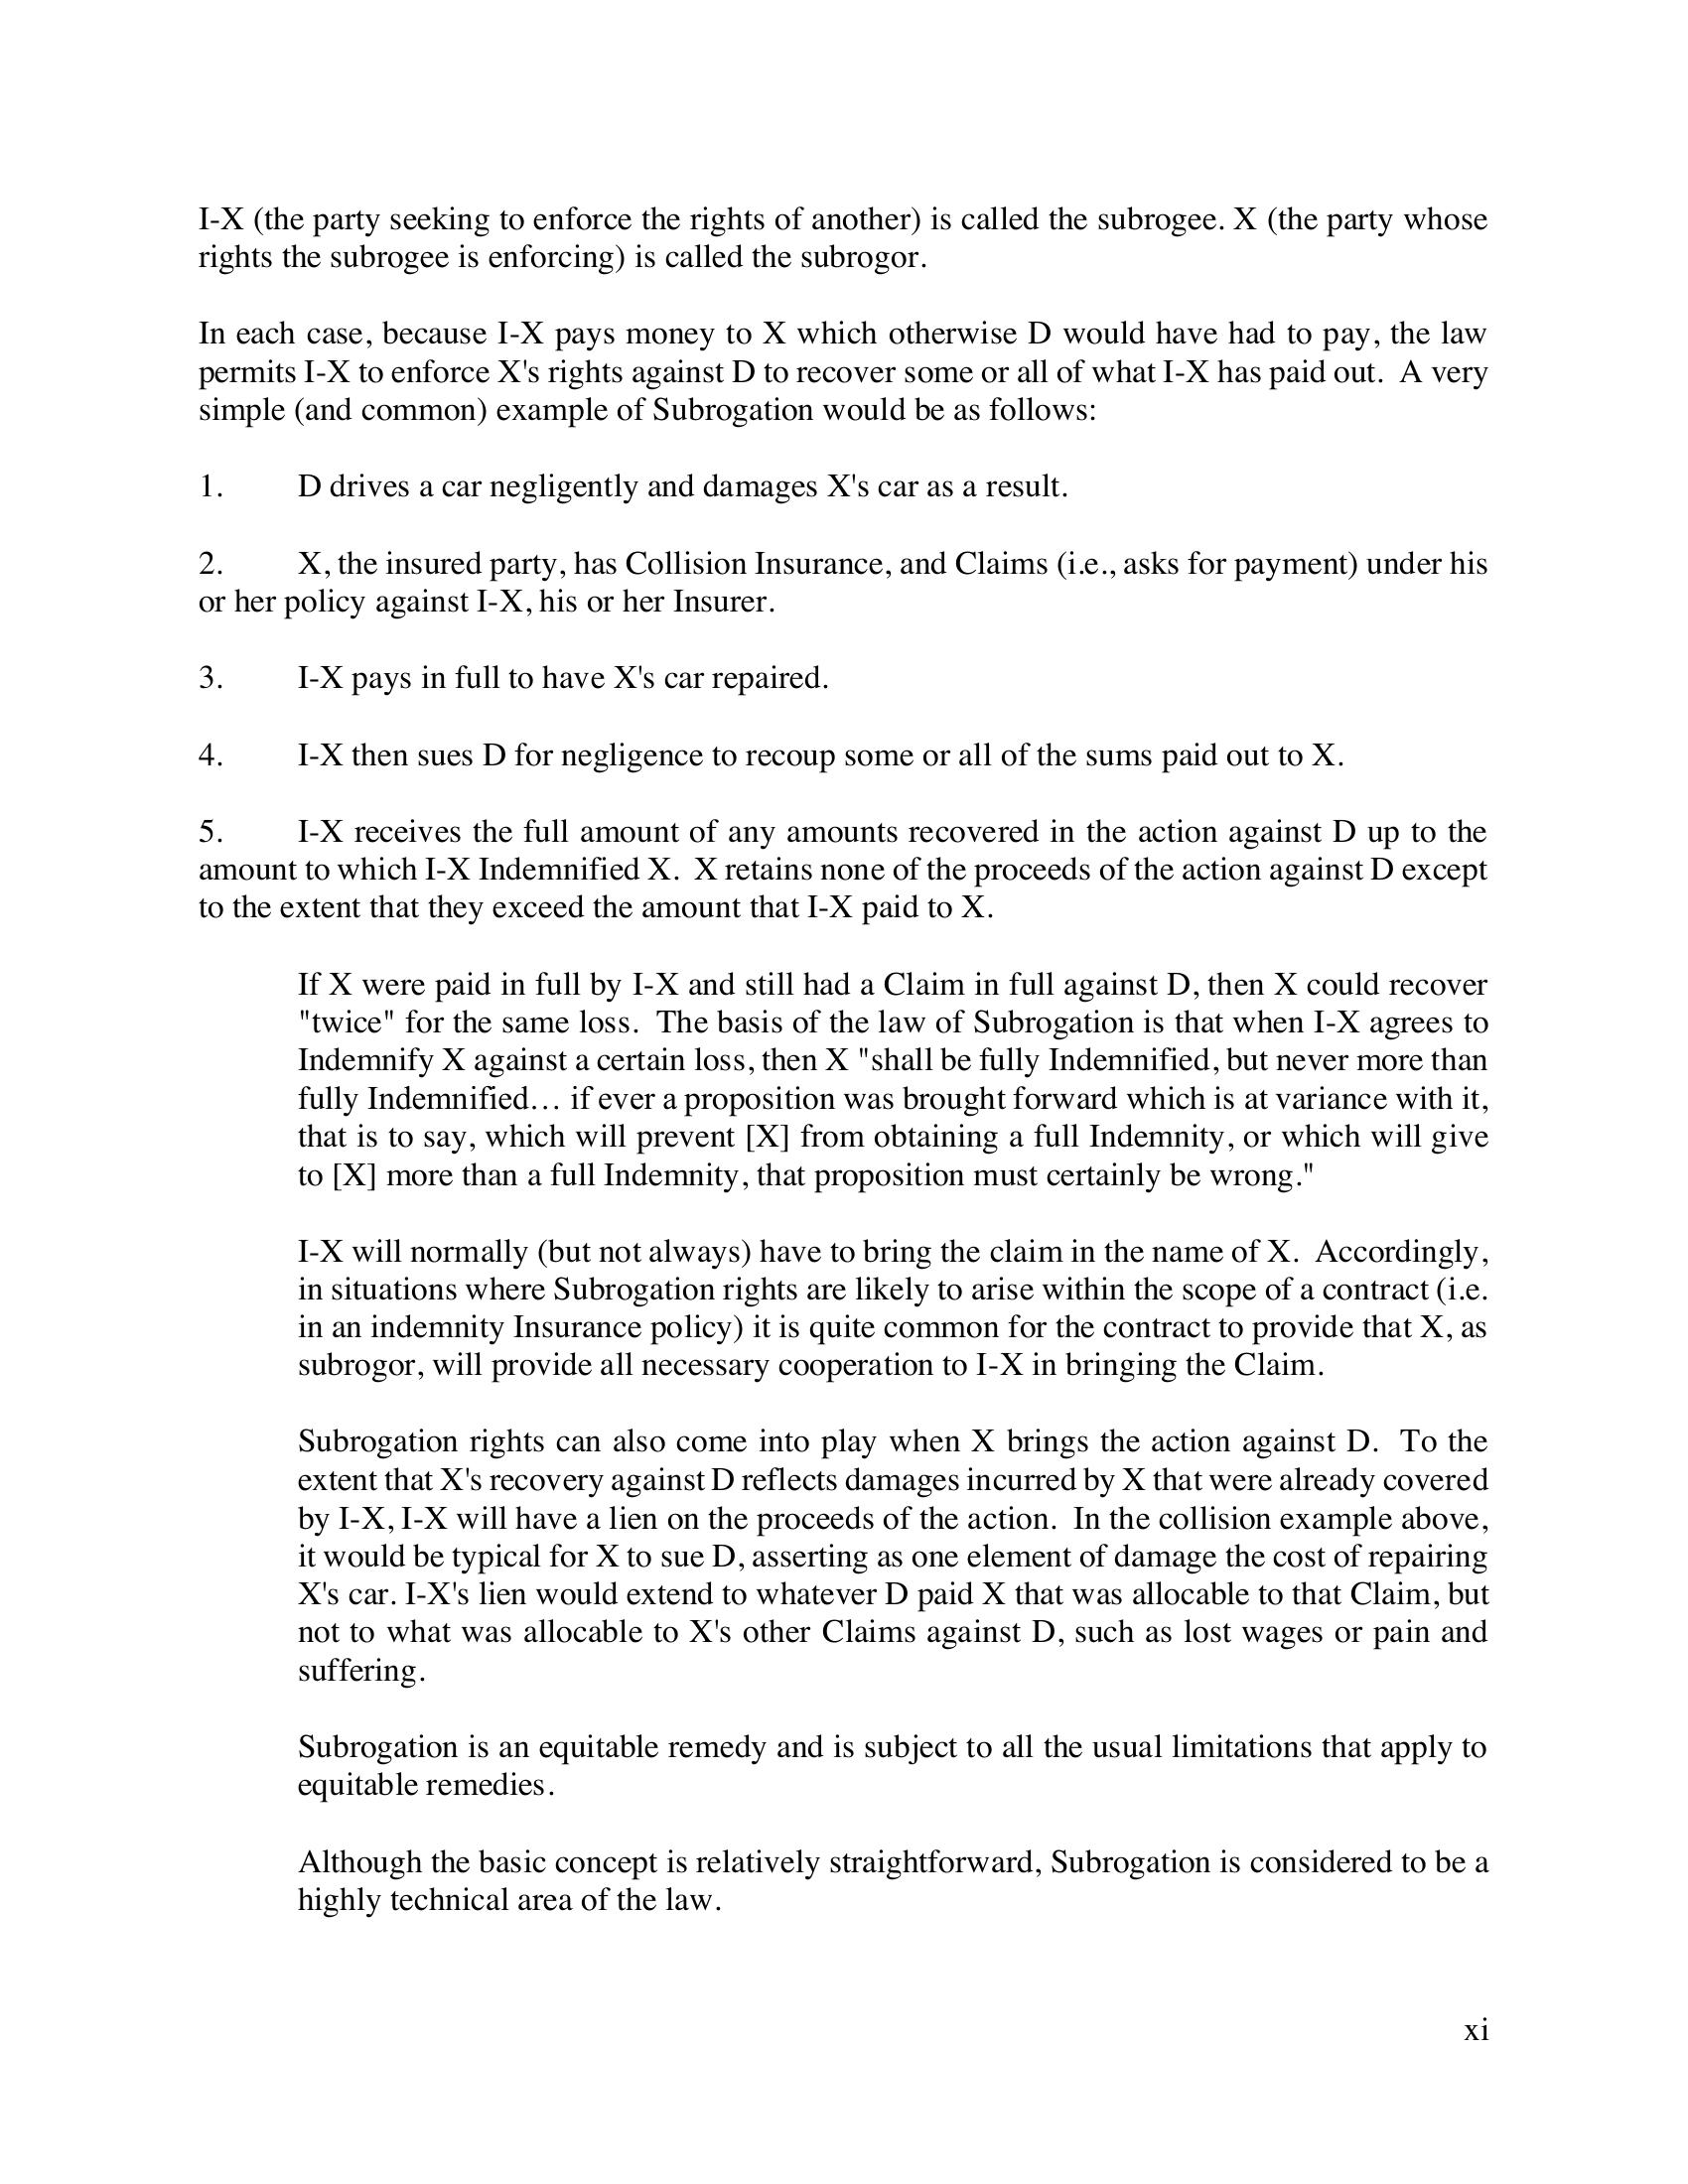 I-X (the party seeking to enforce the rights of another) is called the subrogee. X (the party whose
rights the subrogee is enforcing) is called the subrogor.
In each case, because I-X pays money to X which otherwise D would have had to pay, the law
permits I-X to enforce X's rights against D to recover some or all of what I-X has paid out.  A very
simple (and common) example of Subrogation would be as follows:
1. D drives a car negligently and damages X's car as a result.
2. X, the insured party, has Collision Insurance, and Claims (i.e., asks for payment) under his
or her policy against I-X, his or her Insurer.
3. I-X pays in full to have X's car repaired.
4. I-X then sues D for negligence to recoup some or all of the sums paid out to X.
5. I-X receives the full amount of any amounts recovered in the action against D up to the
amount to which I-X Indemnified X.  X retains none of the proceeds of the action against D except
to the extent that they exceed the amount that I-X paid to X.
If X were paid in full by I-X and still had a Claim in full against D, then X could recover
"twice" for the same loss.  The basis of the law of Subrogation is that when I-X agrees to
Indemnify X against a certain loss, then X "shall be fully Indemnified, but never more than
fully Indemnified… if ever a proposition was brought forward which is at variance with it,
that is to say, which will prevent [X] from obtaining a full Indemnity, or which will give
to [X] more than a full Indemnity, that proposition must certainly be wrong."
I-X will normally (but not always) have to bring the claim in the name of X.  Accordingly,
in situations where Subrogation rights are likely to arise within the scope of a contract (i.e.
in an indemnity Insurance policy) it is quite common for the contract to provide that X, as
subrogor, will provide all necessary cooperation to I-X in bringing the Claim.
Subrogation rights can also come into play when X brings the action against D.  To the
extent that X's recovery against D reflects damages incurred by X that were already covered
by I-X, I-X will have a lien on the proceeds of the action.  In the collision example above,
it would be typical for X to sue D, asserting as one element of damage the cost of repairing
X's car. I-X's lien would extend to whatever D paid X that was allocable to that Claim, but
not to what was allocable to X's other Claims against D, such as lost wages or pain and
suffering.
Subrogation is an equitable remedy and is subject to all the usual limitations that apply to
equitable remedies.
Although the basic concept is relatively straightforward, Subrogation is considered to be a
highly technical area of the law.
xi